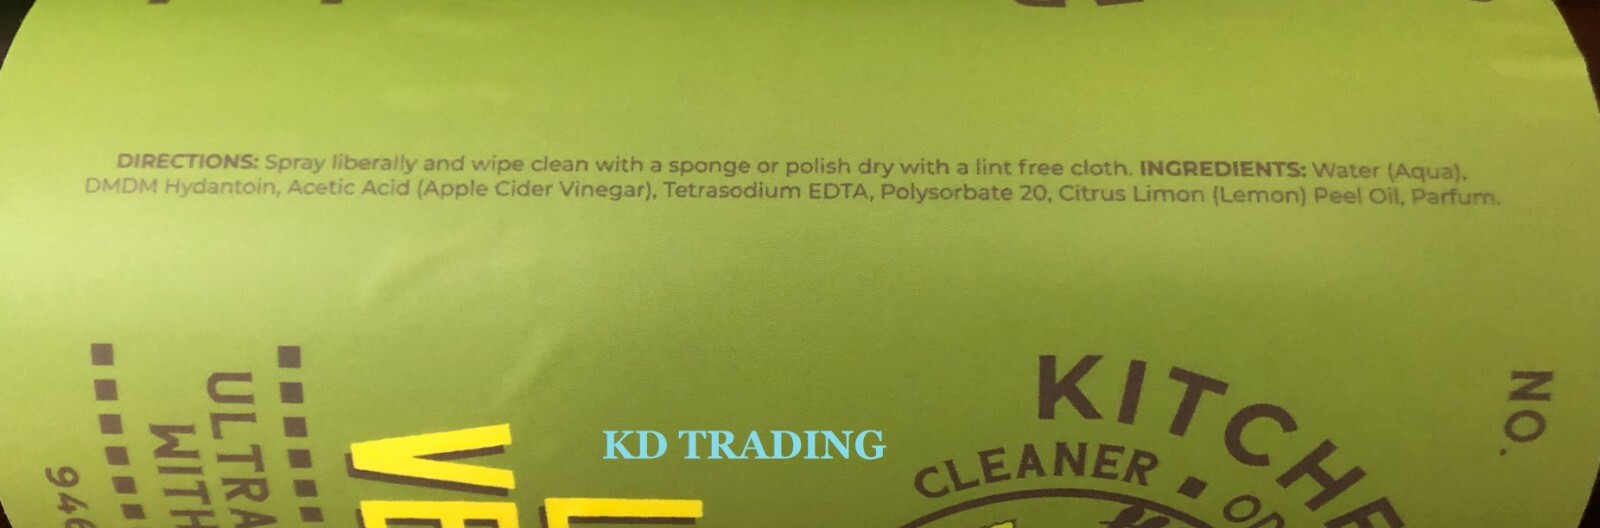 DIRECTIONS: Spray liberally and wipe clean with a sponge or polish dry with a lint free cloth. INGREDIENTS: Water (Aqua),
DMDM Hydantoin, Acetic Acid (Apple Cider Vinegar), Tetrasodium EDTA, Polysorbate 20, Citrus Limon (Lemon) Peel Oil, Parfum.
ULTRA
WITH
946
VE
L
KD TRADING
KITCHE
CLEANER
NO.